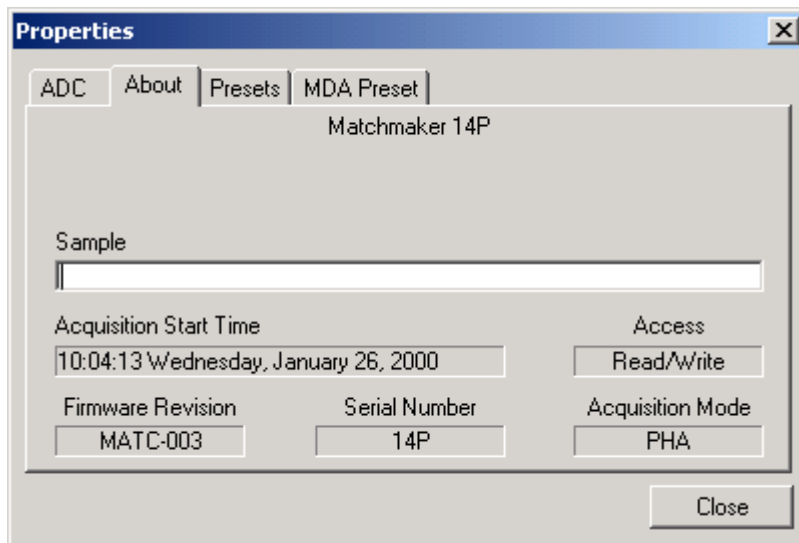 Properties
ADC About Presets MDA Preset
Matchmaker 14P
Sample
Acquisition Start Time Access
10:04:13 Wednesday, January 26, 2000 Read/Write
Firmware Revision Serial Number Acquisition Mode
MATC-003 14P PHA
Close